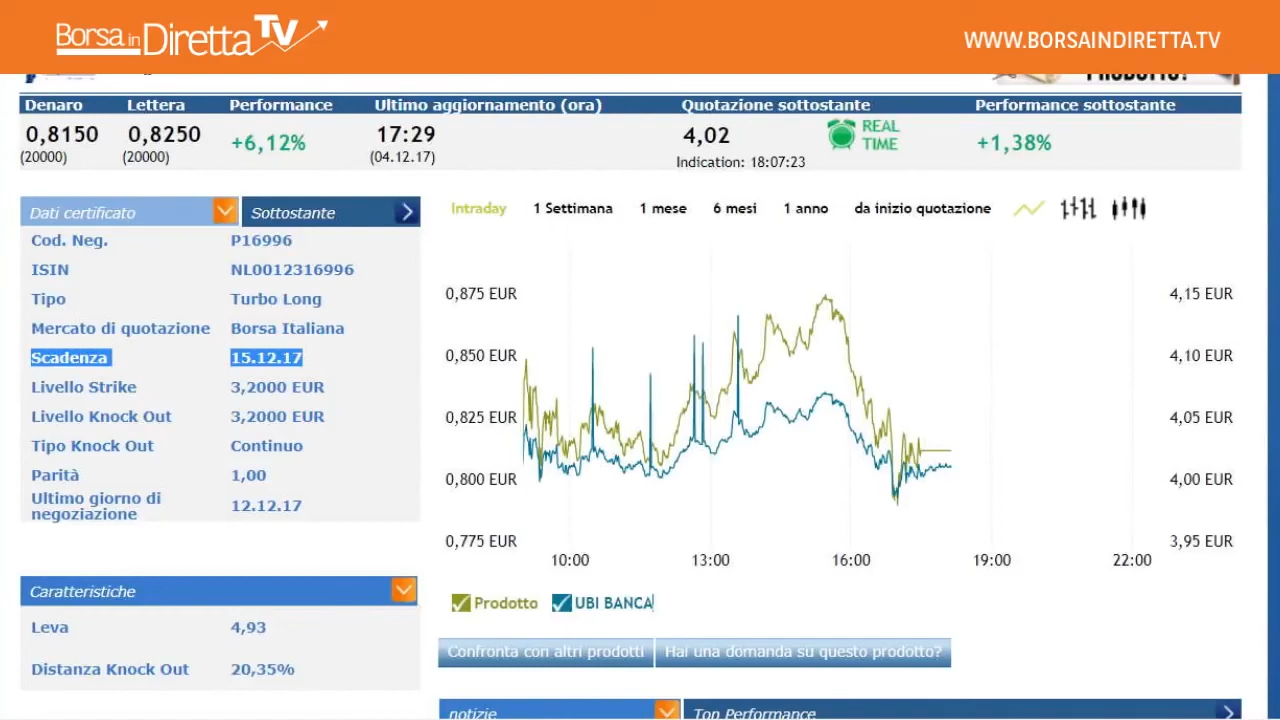 Borsa in Diretta TV
WWW.BORSAINDIRETTA.TV
PRODOTTO?
Denaro Lettera Performance Ultimo aggiornamento (ora) Quotazione sottostante Performance sottostante
0,8150 0,8250 +6,12% 17:29 4,02 REAL TIME +1,38%
(20000) (20000) (04.12.17) Indication: 18:07:23
Dati certificato Sottostante
Cod. Neg. P16996
ISIN NL0012316996
Tipo Turbo Long
Mercato di quotazione Borsa Italiana
Scadenza 15.12.17
Livello Strike 3,2000 EUR
Livello Knock Out 3,2000 EUR
Tipo Knock Out Continuo
Parità 1,00
Ultimo giorno di negoziazione 12.12.17
Caratteristiche
Leva 4,93
Distanza Knock Out 20,35%
Intraday 1 Settimana 1 mese 6 mesi 1 anno da inizio quotazione
0,875 EUR 4,15 EUR
0,850 EUR 4,10 EUR
0,825 EUR 4,05 EUR
0,800 EUR 4,00 EUR
0,775 EUR 3,95 EUR
10:00 13:00 16:00 19:00 22:00
Prodotto UBI BANCA
Confronta con altri prodotti Hai una domanda su questo prodotto?
notizie Top Performance